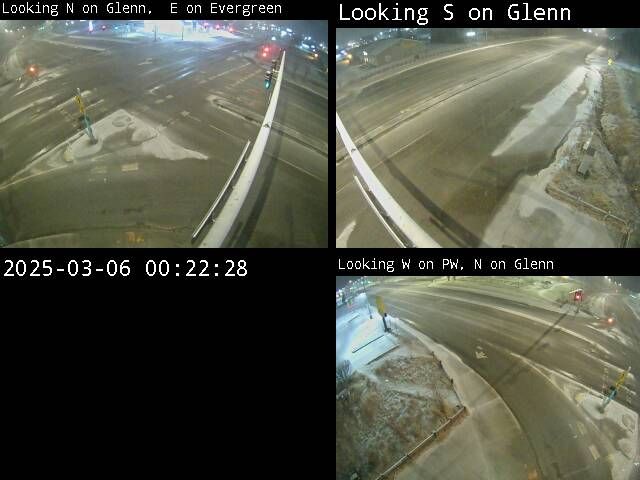 Looking N on Glenn,  E on Evergreen
Looking S on Glenn
2025-03-06 00:22:28
Looking W on PW, N on Glenn